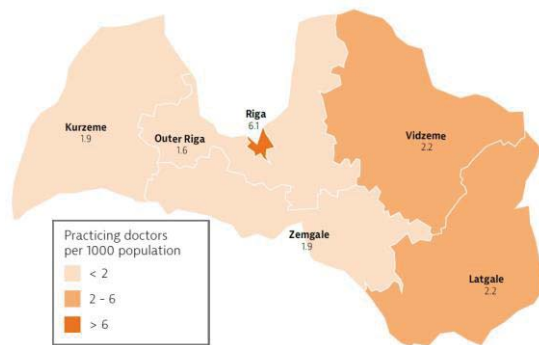 Riga
6.1
Kurzeme
1.9
Outer Riga
1.6
Vidzeme
2.2
Zemgale
1.9
Latgale
2.2
Practicing doctors
per 1000 population
< 2
2 - 6
> 6